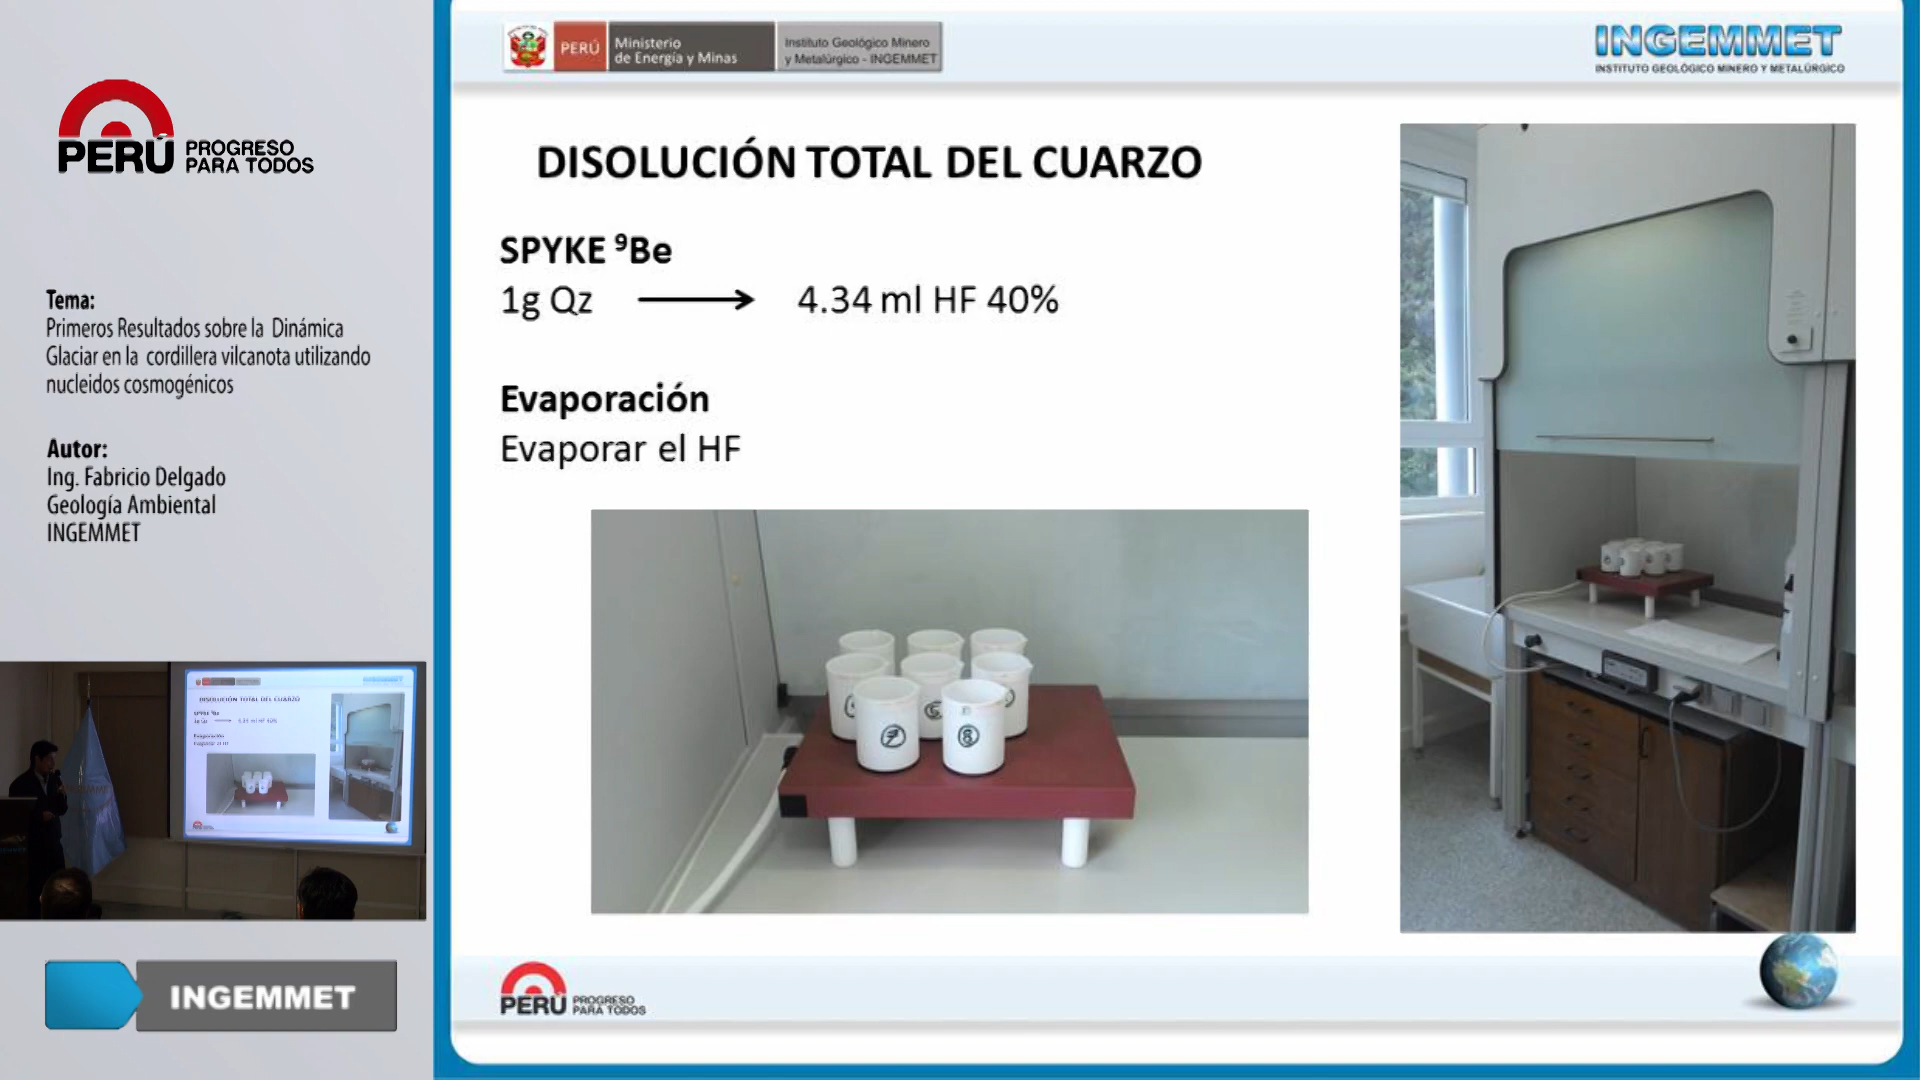 PERÚ PROGRESO
PARA TODOS
Tema:
Primeros Resultados sobre la Dinámica
Glaciar en la cordillera vilcanota utilizando
nucleidos cosmogénicos
Autor:
Ing. Fabricio Delgado
Geología Ambiental
INGEMMET
INGEMMET
PERÚ
Ministerio
de Energía y Minas
Instituto Geológico Minero
y Metalúrgico - INGEMMET
INGEMMET
INSTITUTO GEOLÓGICO MINERO Y METALÚRGICO
DISOLUCIÓN TOTAL DEL CUARZO
SPYKE ⁹Be
1g Qz → 4.34 ml HF 40%
Evaporación
Evaporar el HF
7
8
PERÚ PROGRESO
PARA TODOS